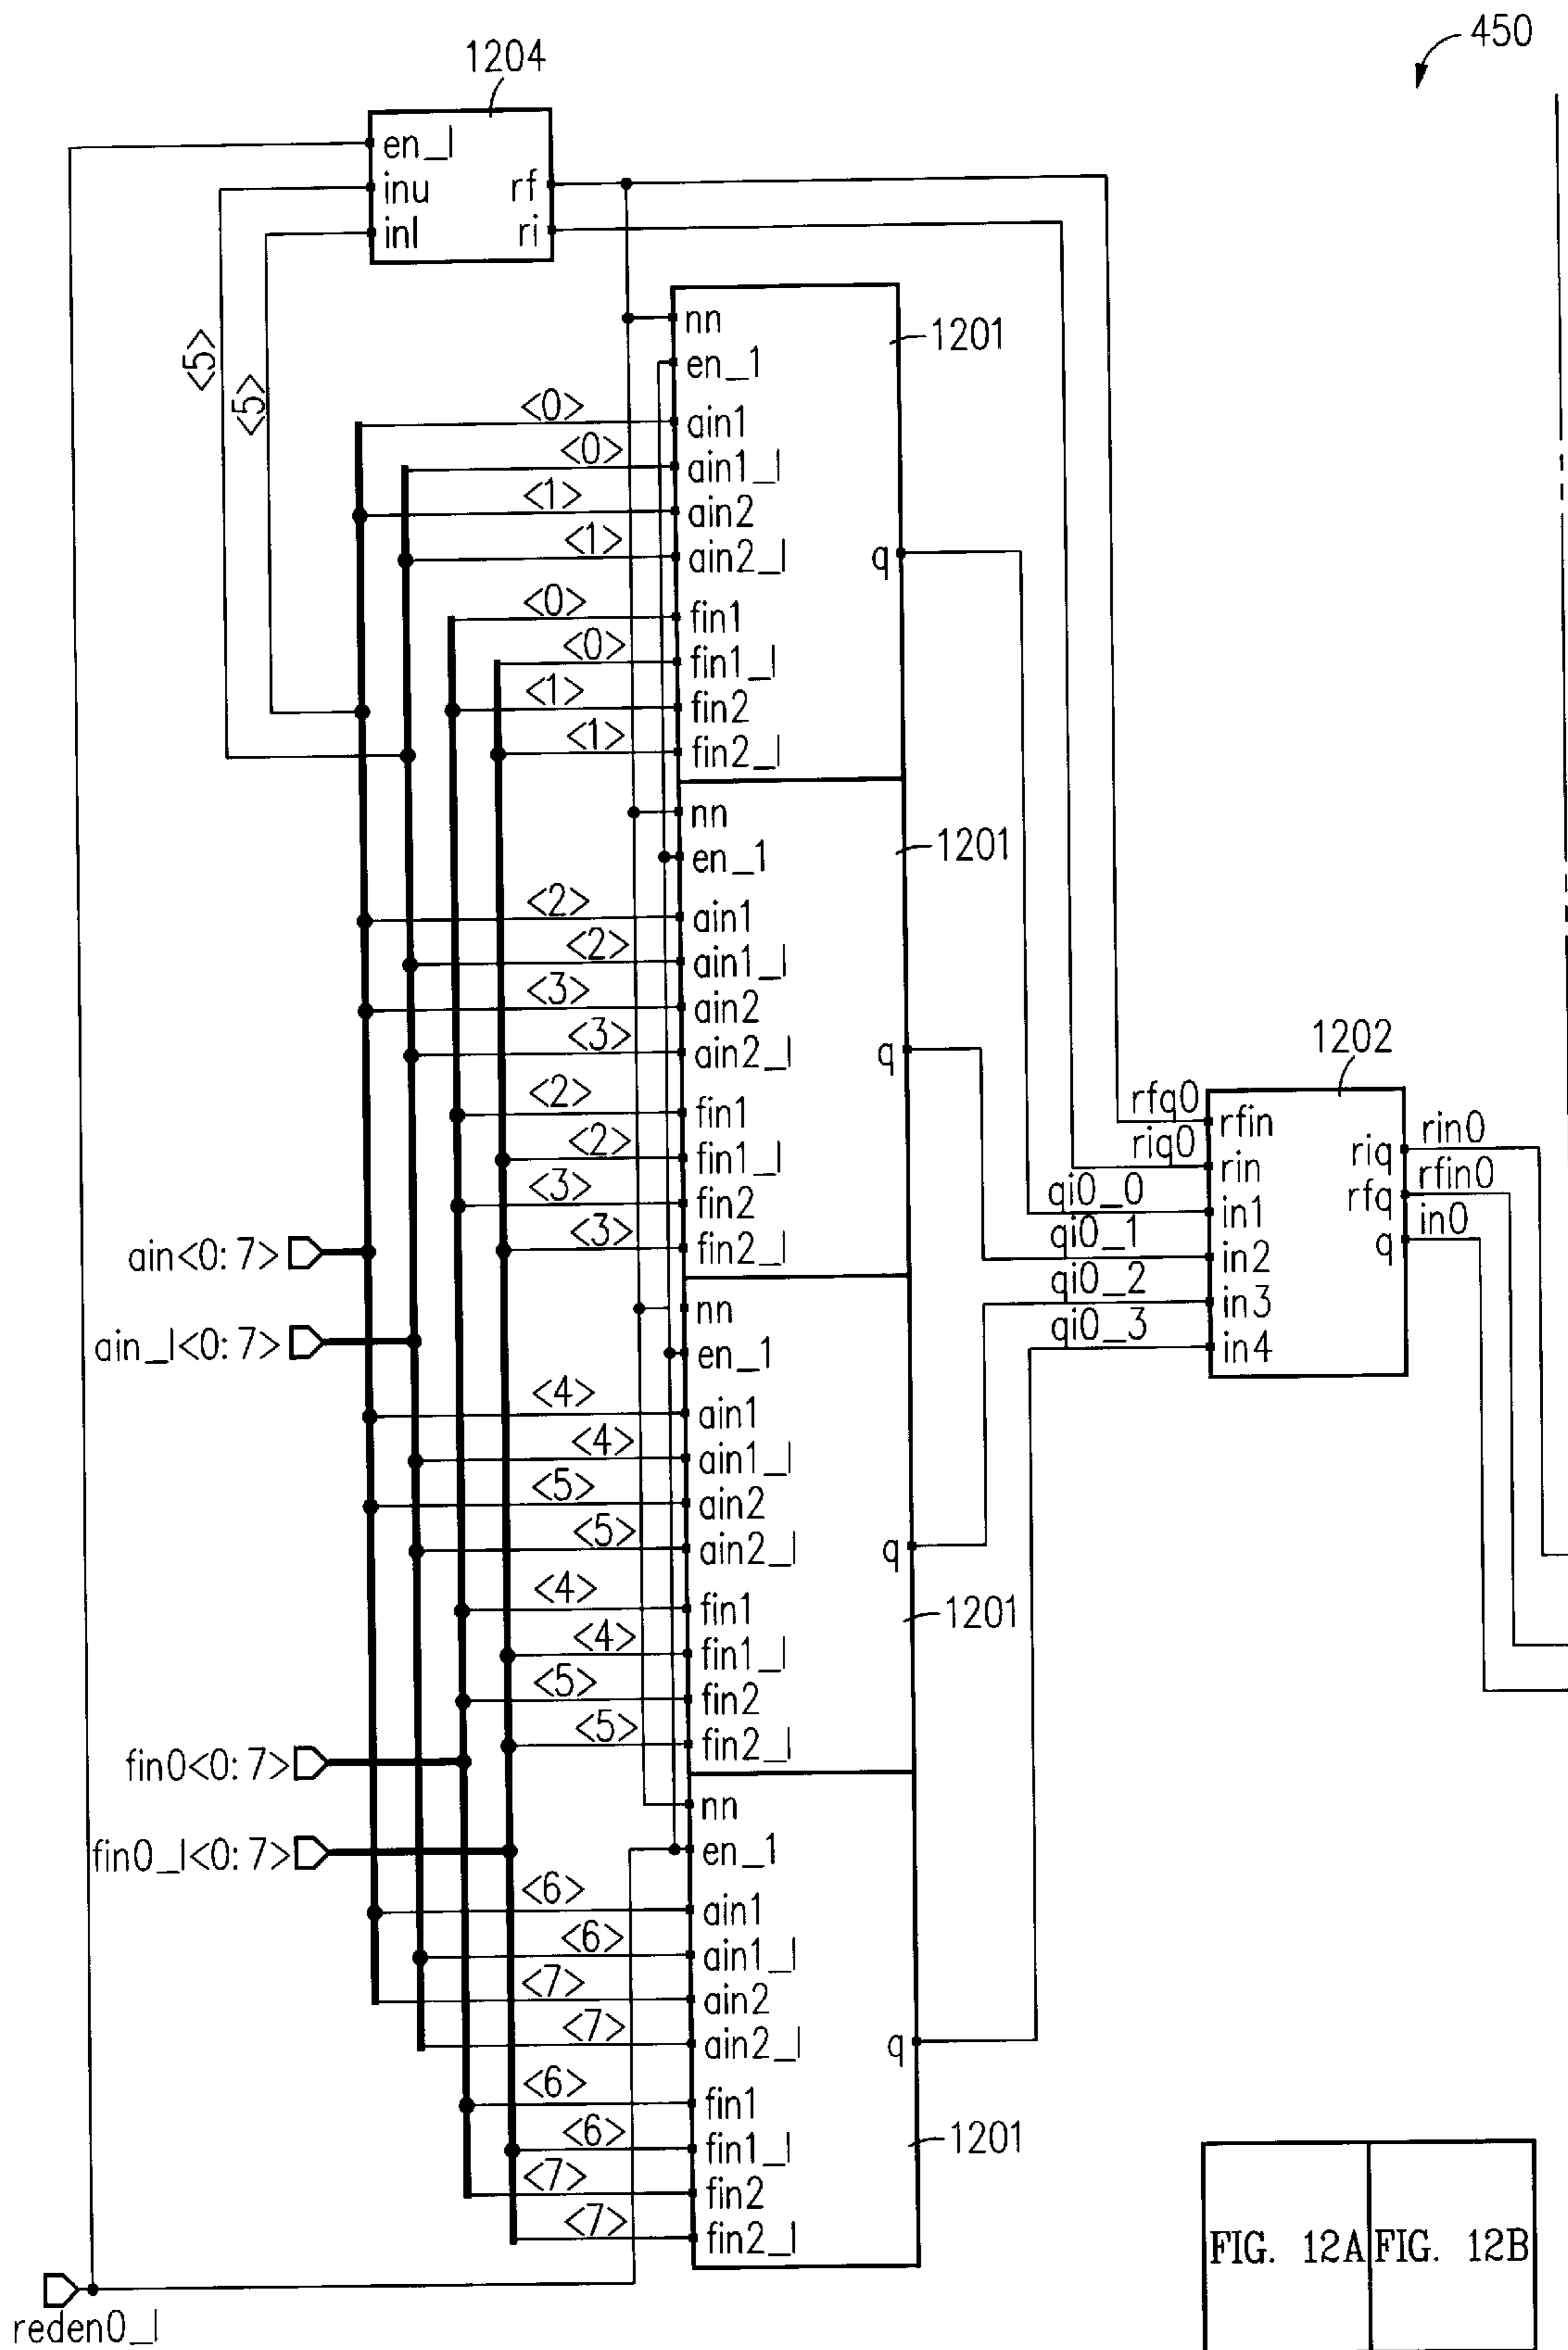 450
1204
en_l
inu
inl
rf
ri
<5>
<5>
1201
nn
en_1
<0>
ain1
<0>
ain1_l
<1>
ain2
<1>
ain2_l
q
<0>
fin1
<0>
fin1_l
<1>
fin2
<1>
fin2_l
1201
nn
en_1
<2>
ain1
<2>
ain1_l
<3>
ain2
<3>
ain2_l
q
<2>
fin1
<2>
fin1_l
<3>
fin2
<3>
fin2_l
ain<0:7>
ain_l<0:7>
nn
en_1
<4>
ain1
<4>
ain1_l
<5>
ain2
<5>
ain2_l
q
<4>
fin1
1201
<4>
fin1_l
<5>
fin2
<5>
fin2_l
fin0<0:7>
fin0_l<0:7>
nn
en_1
<6>
ain1
<6>
ain1_l
<7>
ain2
<7>
ain2_l
q
<6>
fin1
<6>
fin1_l
1201
<7>
fin2
<7>
fin2_l
reden0_l
1202
rfq0
rfin
riq0
rin
qi0_0
in1
qi0_1
in2
qi0_2
in3
qi0_3
in4
riq
rin0
rfq
rfin0
q
in0
FIG. 12A
FIG. 12B